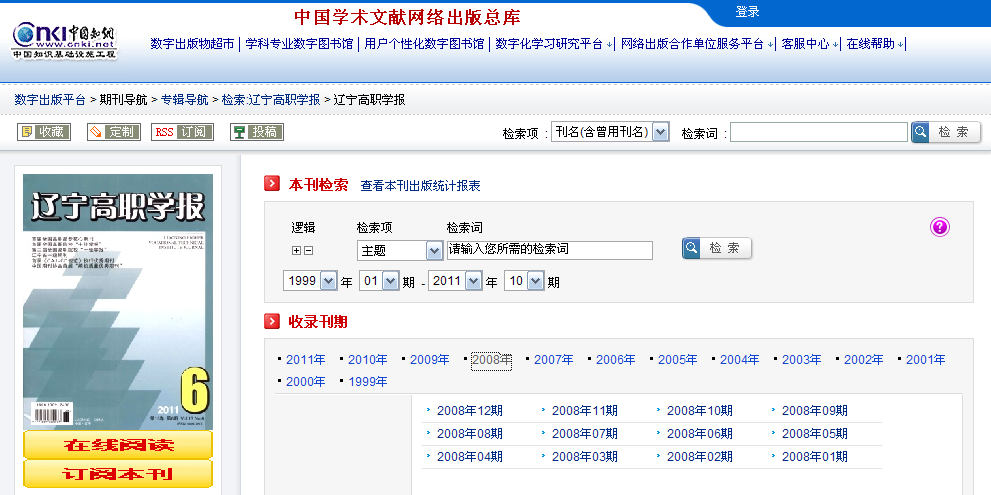 中国学术文献网络出版总库
登录
cnki 中国知网
www.cnki.net
中国知识基础设施工程
数字出版物超市 | 学科专业数字图书馆 | 用户个性化数字图书馆 | 数字化学习研究平台 | 网络出版合作单位服务平台 | 客服中心 | 在线帮助 |
数字出版平台 > 期刊导航 > 专辑导航 > 检索:辽宁高职学报 > 辽宁高职学报
收藏 定制 RSS 订阅 投稿
检索项 : 刊名(含曾用刊名) 检索词 : 检 索
辽宁高职学报
2011
6
在线阅读
订阅本刊
本刊检索 查看本刊出版统计报表
逻辑 检索项 检索词
主题 请输入您所需的检索词 检 索
?
1999 年 01 期 - 2011 年 10 期
收录刊期
2011年 2010年 2009年 2008年 2007年 2006年 2005年 2004年 2003年 2002年 2001年
2000年 1999年
2008年12期 2008年11期 2008年10期 2008年09期
2008年08期 2008年07期 2008年06期 2008年05期
2008年04期 2008年03期 2008年02期 2008年01期